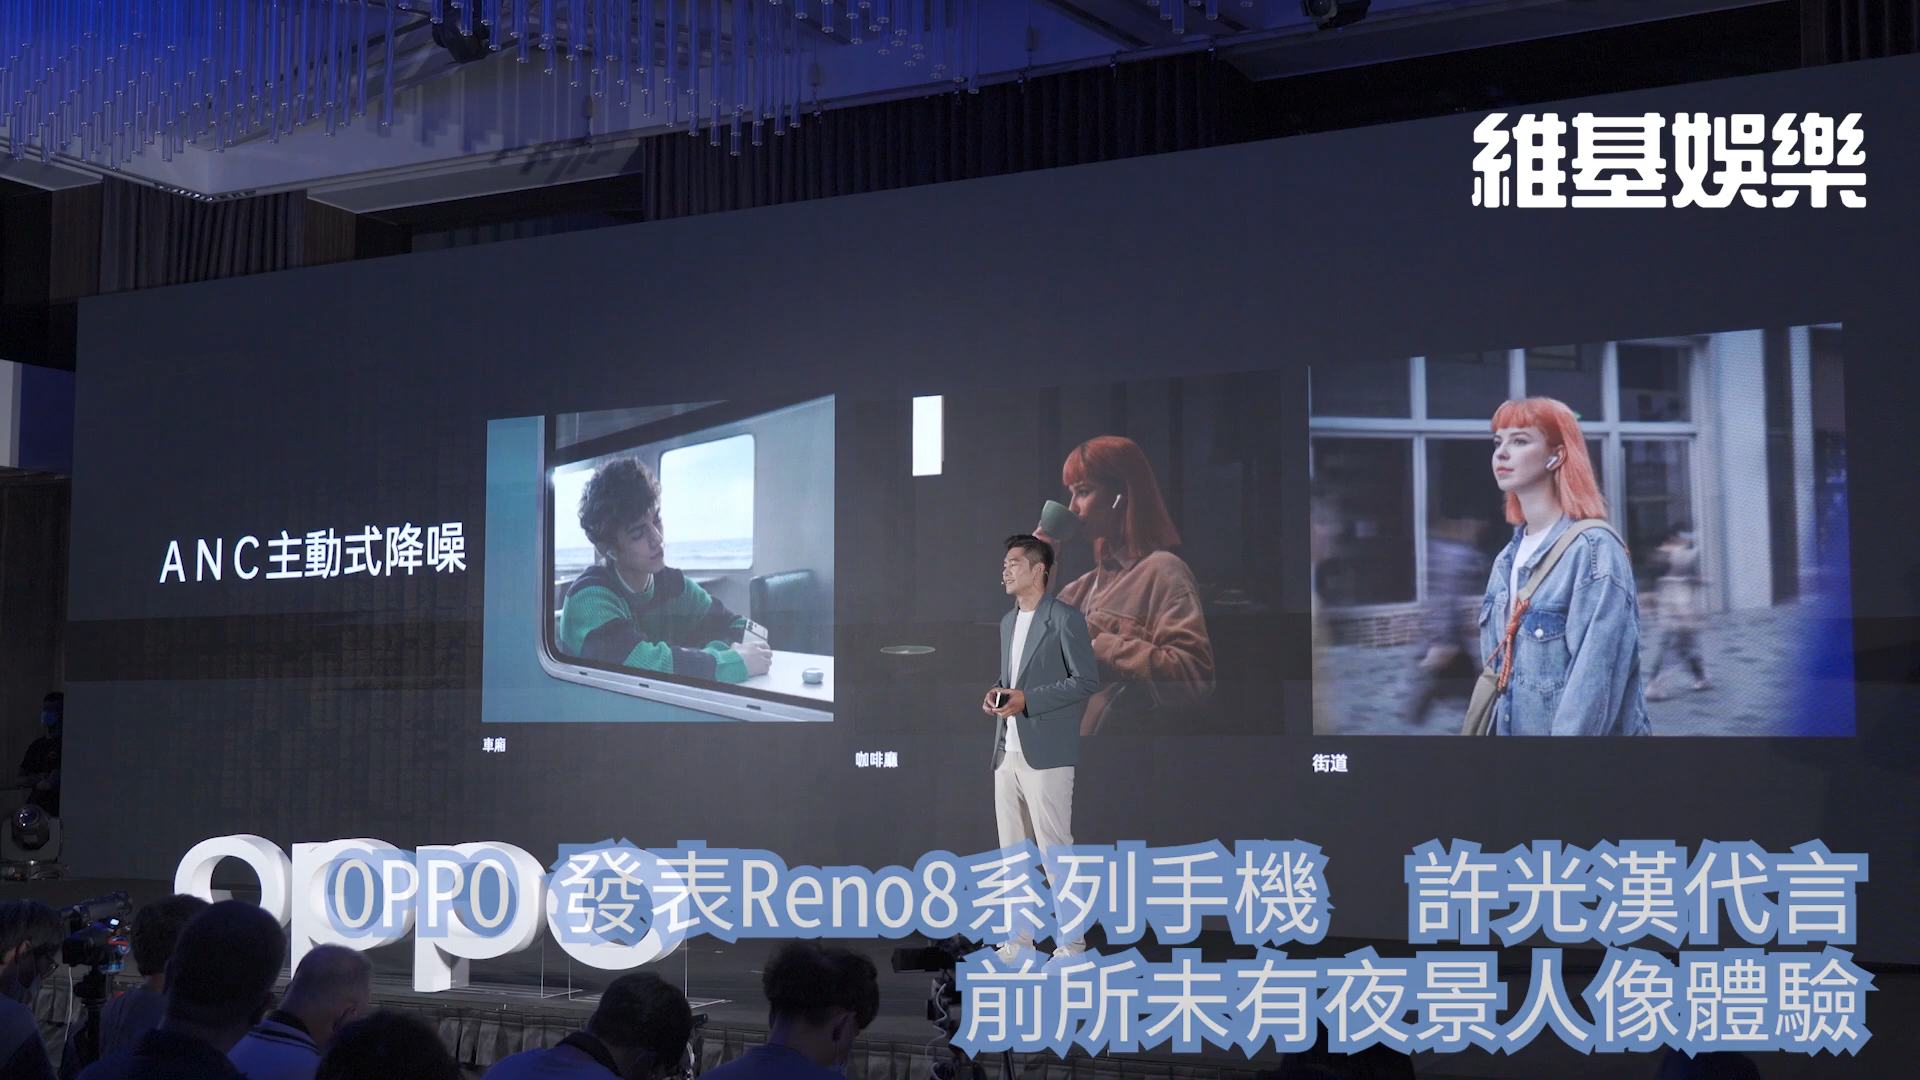 維基娛樂
ANC主動式降噪
車廂
咖啡廳
街道
oppo
OPPO 發表Reno8系列手機 許光漢代言
前所未有夜景人像體驗